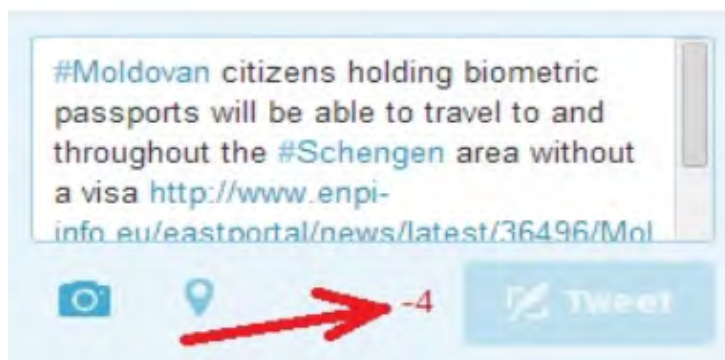 #Moldovan citizens holding biometric
passports will be able to travel to and
throughout the #Schengen area without
a visa http://www.enpi-
info.eu/eastportal/news/latest/36496/Mol
-4
Tweet